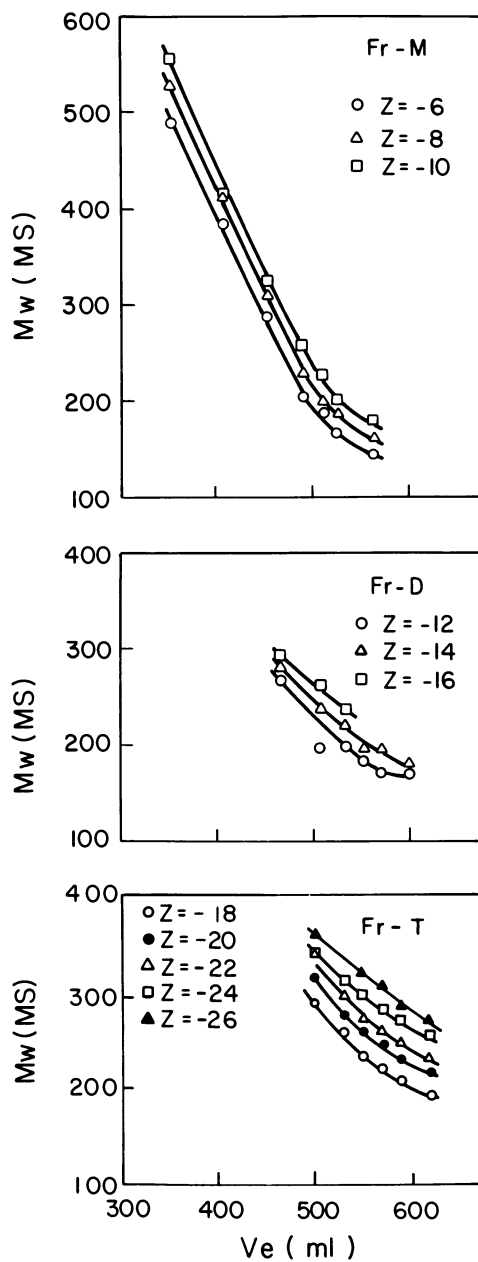 600
500
400
300
200
100
Mw (MS)
Fr-M
Z = -6
Z = -8
Z = -10
400
300
200
100
Mw (MS)
Fr-D
Z = -12
Z = -14
Z = -16
400
300
200
100
Mw (MS)
Z = -18
Z = -20
Z = -22
Z = -24
Z = -26
Fr-T
300
400
500
600
Ve ( ml )